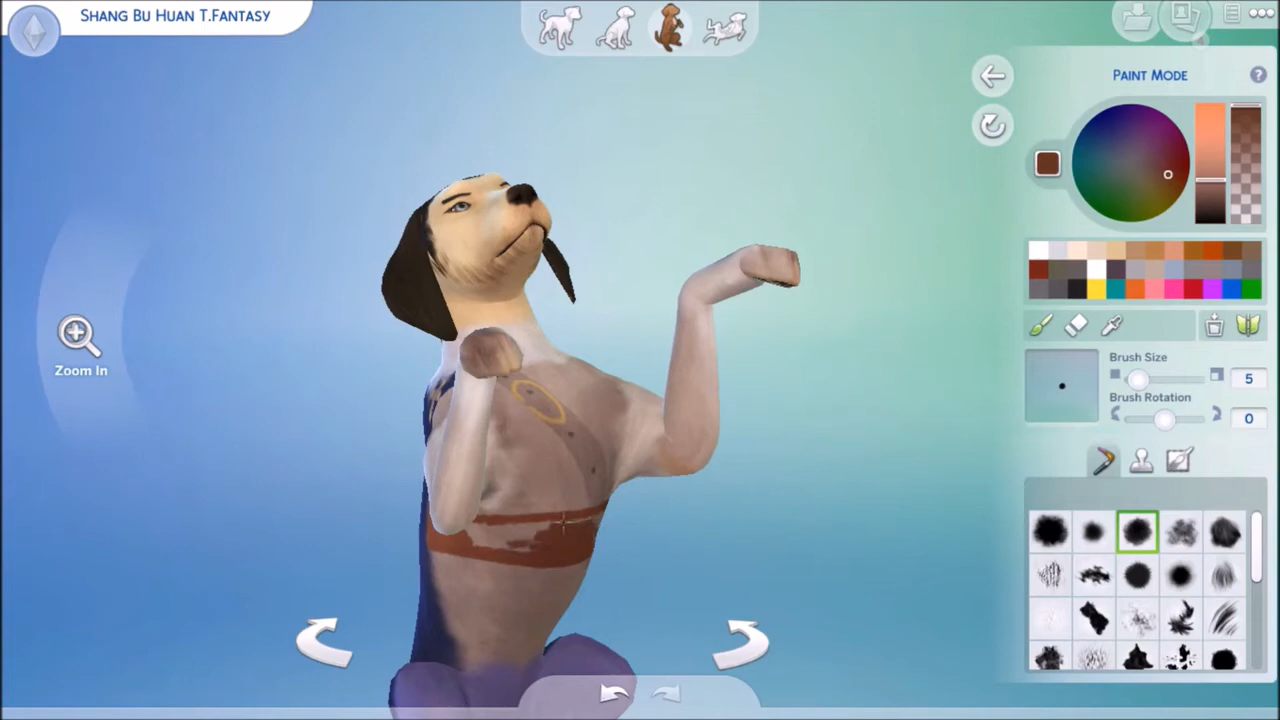 Shang Bu Huan T.Fantasy
Paint Mode
?
Zoom In
Brush Size
5
Brush Rotation
0